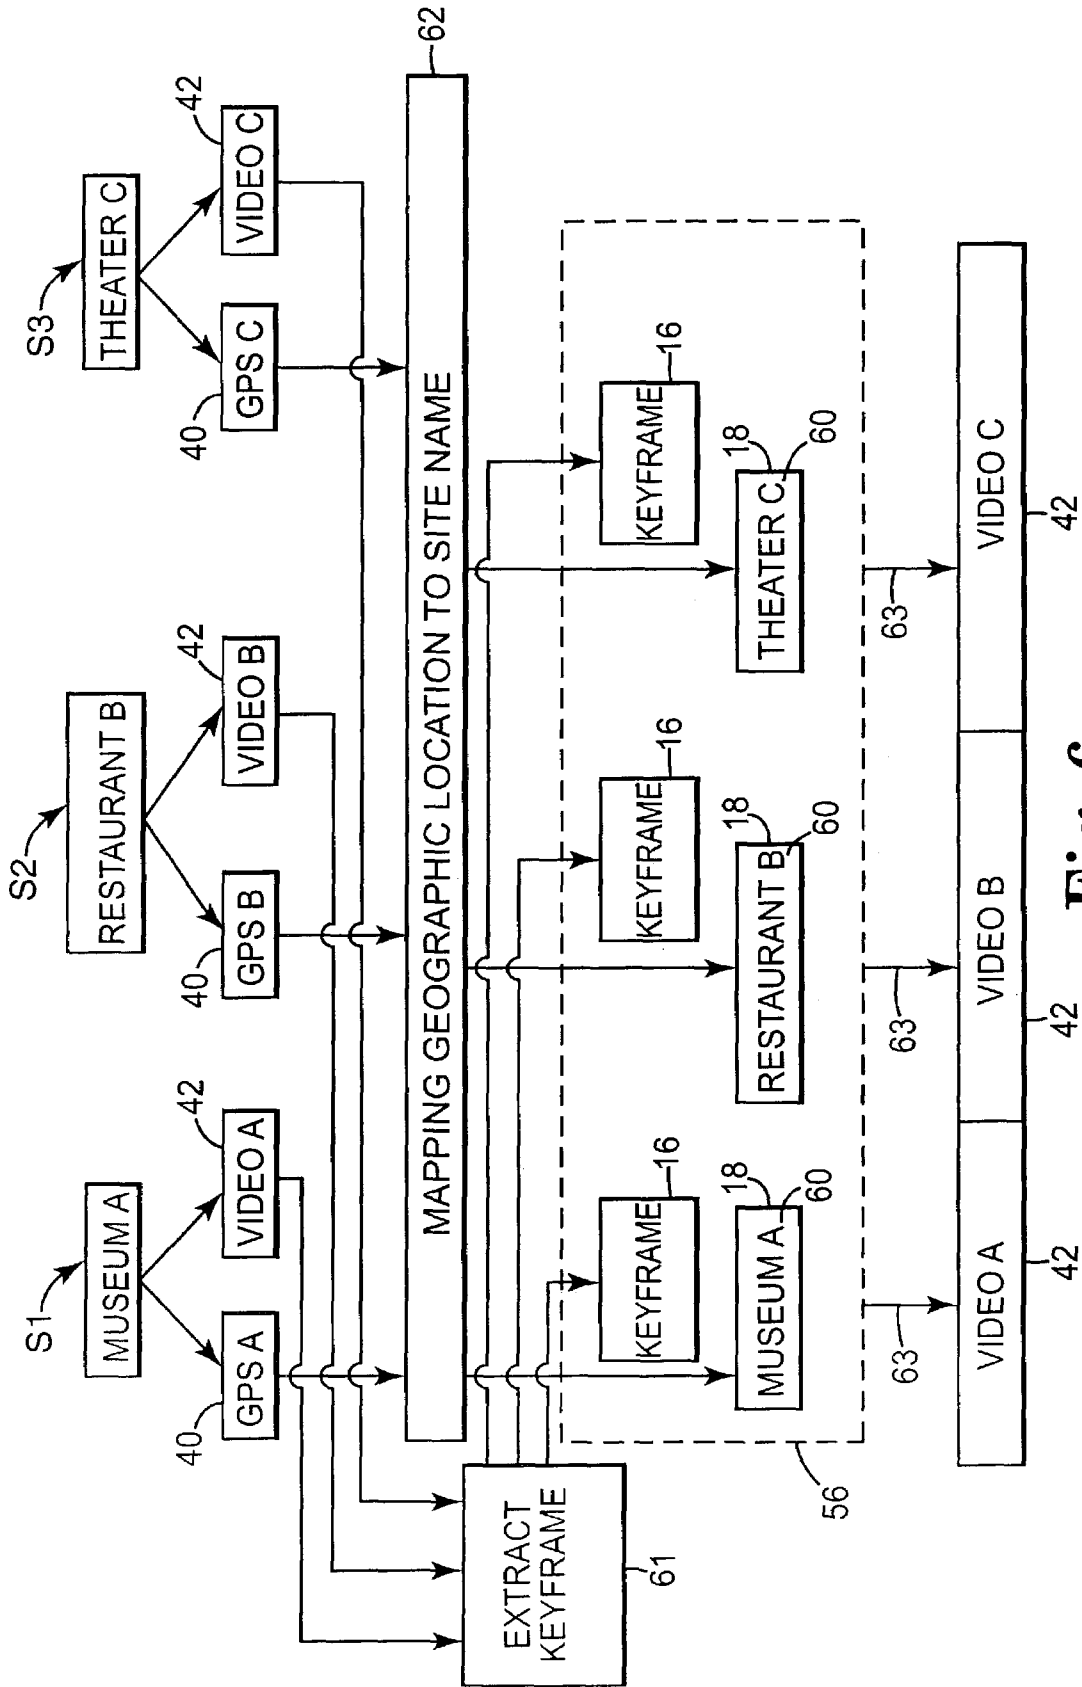 S1
S2
S3
MUSEUM A
RESTAURANT B
THEATER C
40
GPS A
42
VIDEO A
40
GPS B
42
VIDEO B
40
GPS C
42
VIDEO C
MAPPING GEOGRAPHIC LOCATION TO SITE NAME
62
EXTRACT
KEYFRAME
61
KEYFRAME
16
KEYFRAME
16
KEYFRAME
16
MUSEUM A
18
60
RESTAURANT B
18
60
THEATER C
18
60
56
63
63
63
VIDEO A
VIDEO B
VIDEO C
42
42
42